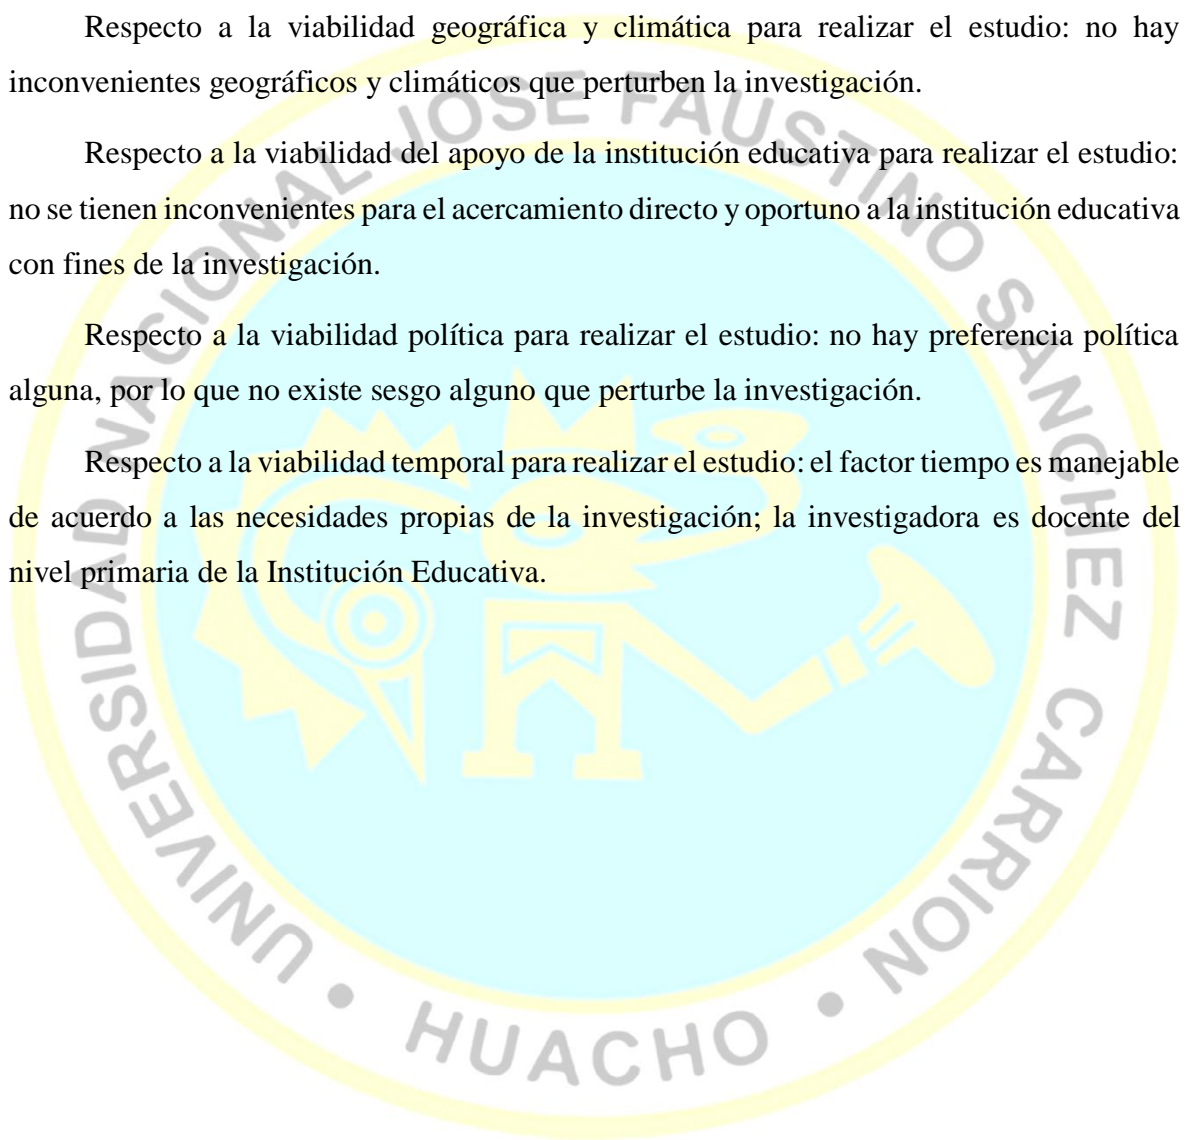 Respecto a la viabilidad geográfica y climática para realizar el estudio: no hay
inconvenientes geográficos y climáticos que perturben la investigación.
Respecto a la viabilidad del apoyo de la institución educativa para realizar el estudio:
no se tienen inconvenientes para el acercamiento directo y oportuno a la institución educativa
con fines de la investigación.
Respecto a la viabilidad política para realizar el estudio: no hay preferencia política
alguna, por lo que no existe sesgo alguno que perturbe la investigación.
Respecto a la viabilidad temporal para realizar el estudio: el factor tiempo es manejable
de acuerdo a las necesidades propias de la investigación; la investigadora es docente del
nivel primaria de la Institución Educativa.
UNIVERSIDAD NACIONAL JOSE FAUSTINO SANCHEZ CARRION
• HUACHO •